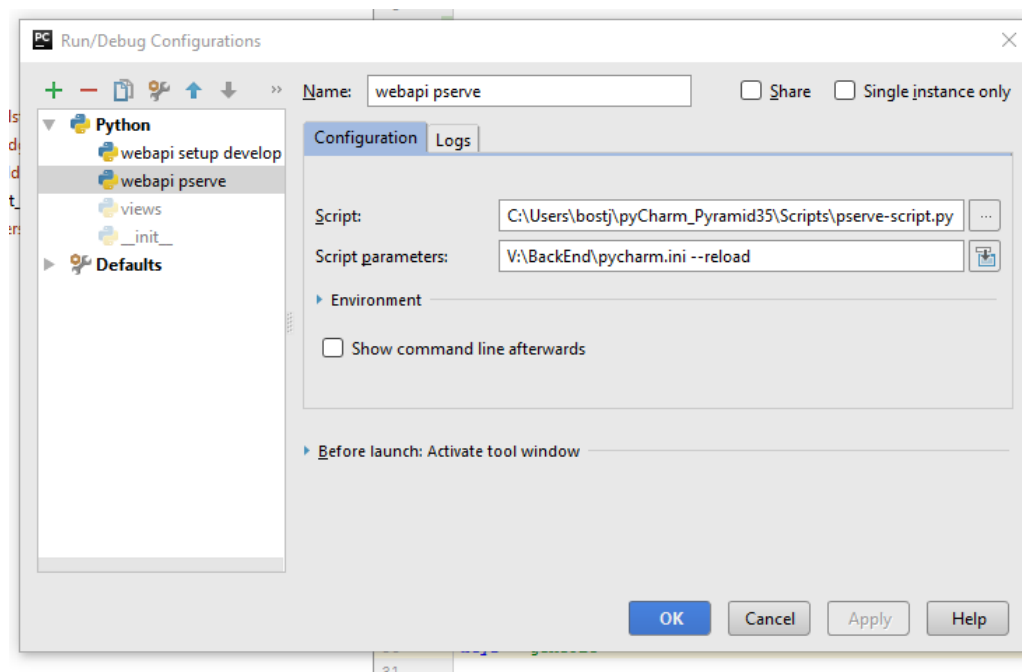 PC Run/Debug Configurations
Name: webapi pserve
Share
Single instance only
Python
webapi setup develop
webapi pserve
views
__init__
Defaults
Configuration
Logs
Script: C:\Users\bostj\pyCharm_Pyramid35\Scripts\pserve-script.py ...
Script parameters: V:\BackEnd\pycharm.ini --reload
Environment
Show command line afterwards
Before launch: Activate tool window
OK
Cancel
Apply
Help
31